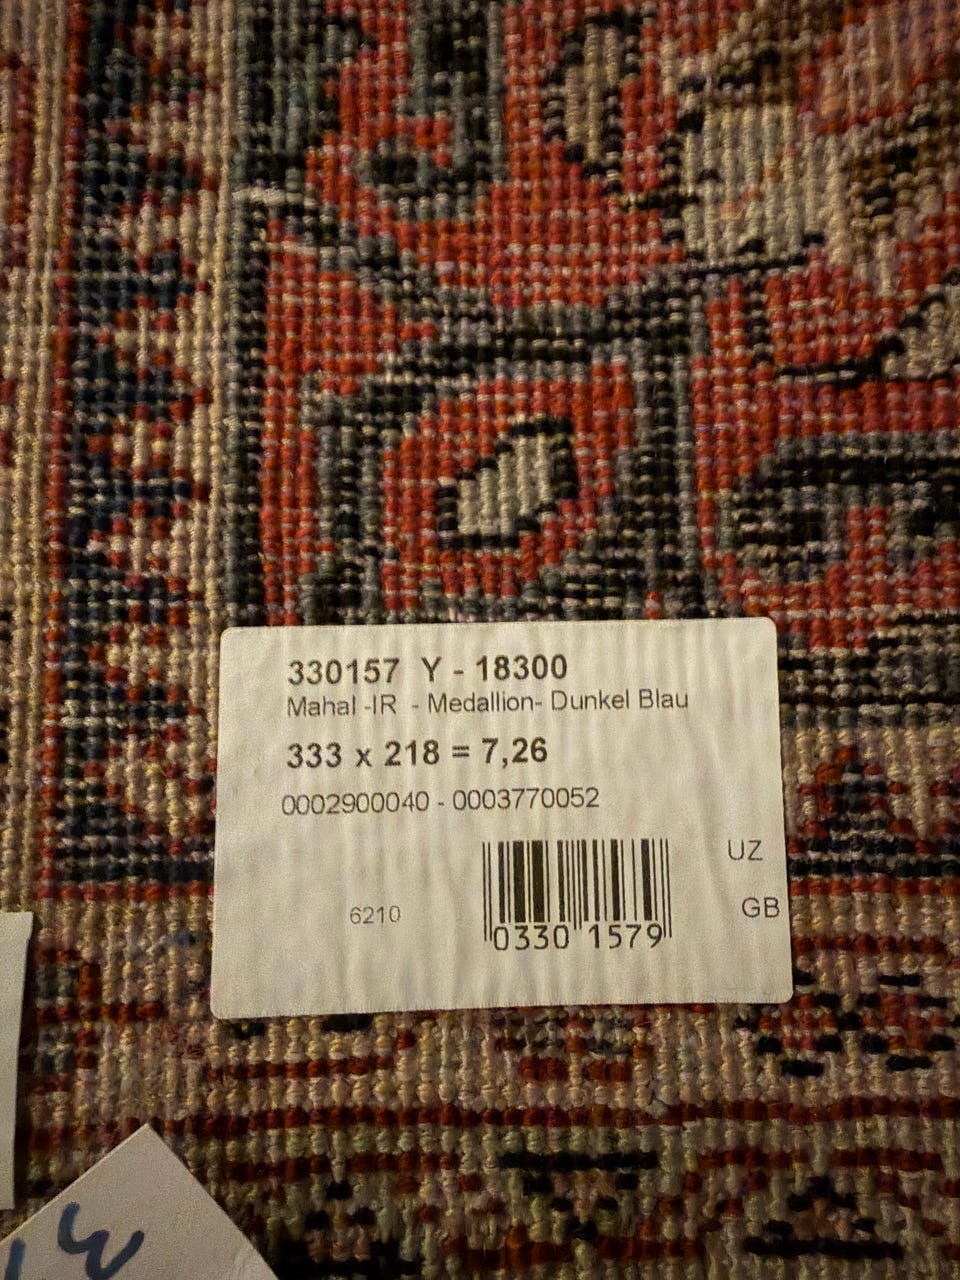 330157 Y - 18300
Mahal -IR - Medallion- Dunkel Blau
333 x 218 = 7,26
0002900040 - 0003770052
UZ
6210
GB
0330 1579